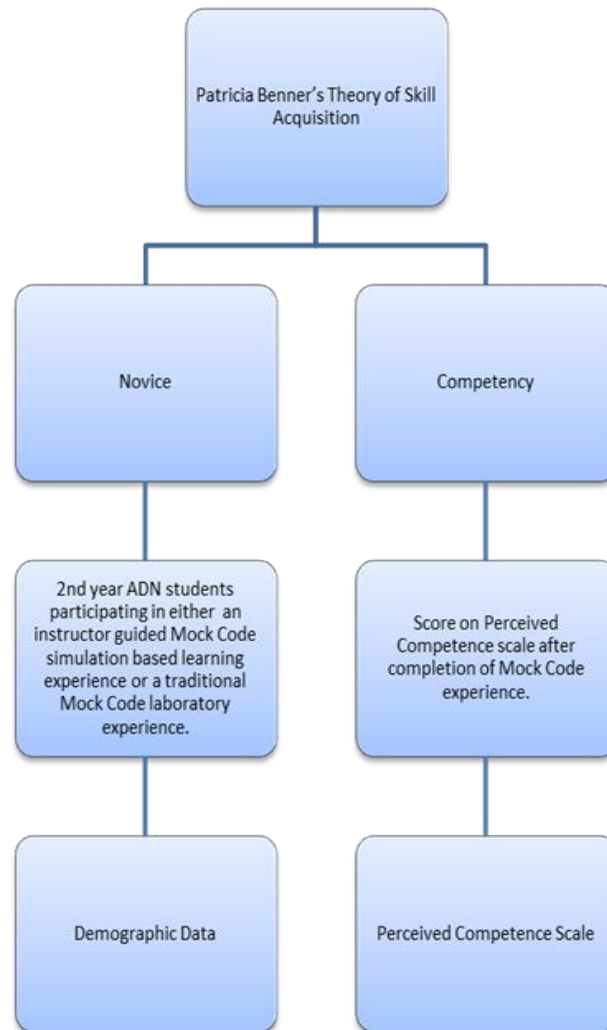 Patricia Benner's Theory of Skill
Acquisition
Novice
Competency
2nd year ADN students
participating in either an
instructor guided Mock Code
simulation based learning
experience or a traditional
Mock Code laboratory
experience.
Score on Perceived
Competence scale after
completion of Mock Code
experience.
Demographic Data
Perceived Competence Scale